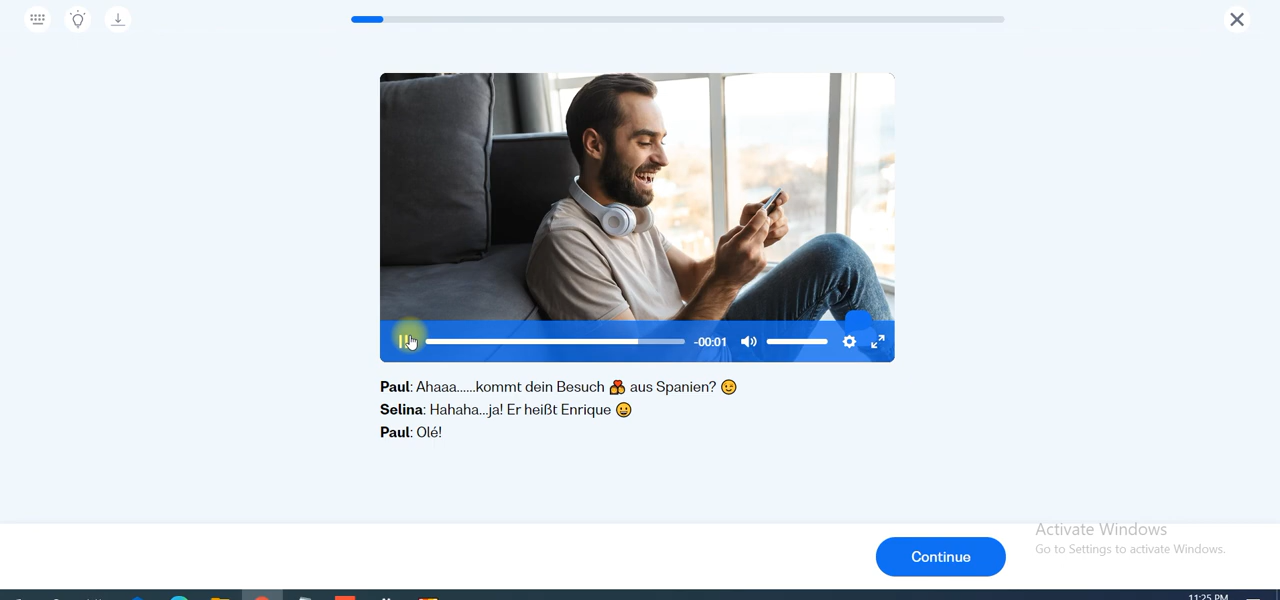 -00:01
Paul: Ahaaa......kommt dein Besuch 💏 aus Spanien? 😉
Selina: Hahaha...ja! Er heißt Enrique 😀
Paul: Olé!
Continue
Activate Windows
Go to Settings to activate Windows.
11:25 PM